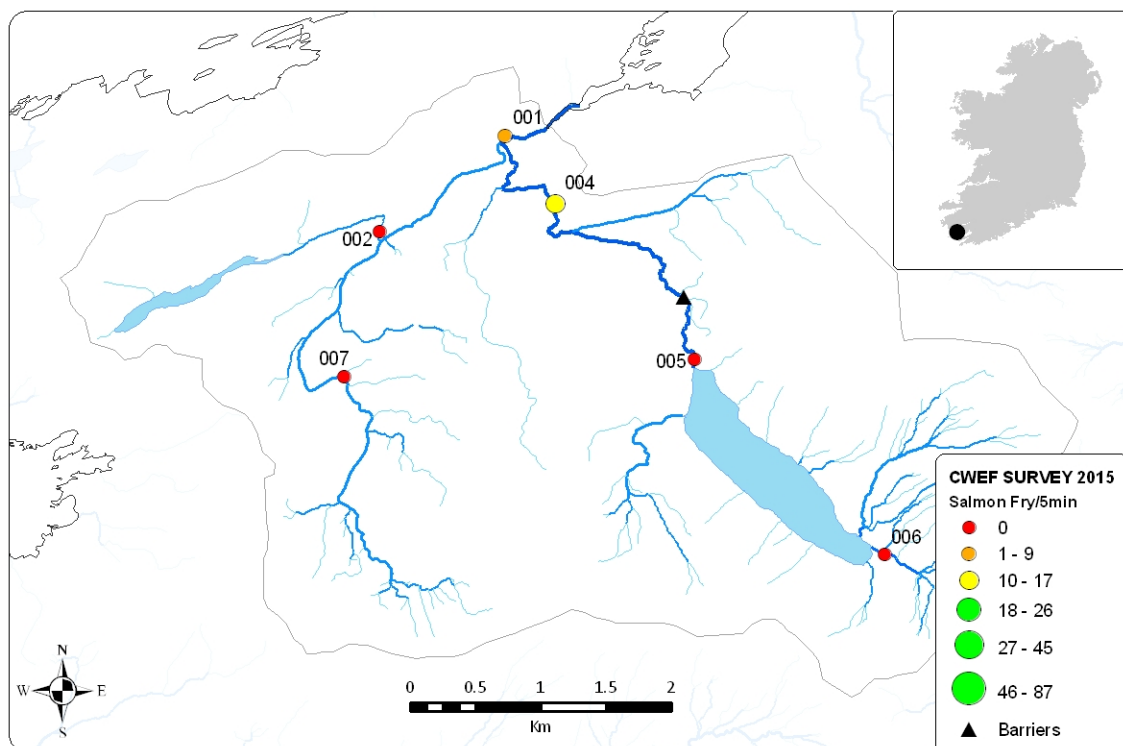 001
004
002
007
005
006
CWEF SURVEY 2015
Salmon Fry/5min
0
1 - 9
10 - 17
18 - 26
27 - 45
46 - 87
Barriers
N
W E
S
0 0.5 1 1.5 2
Km